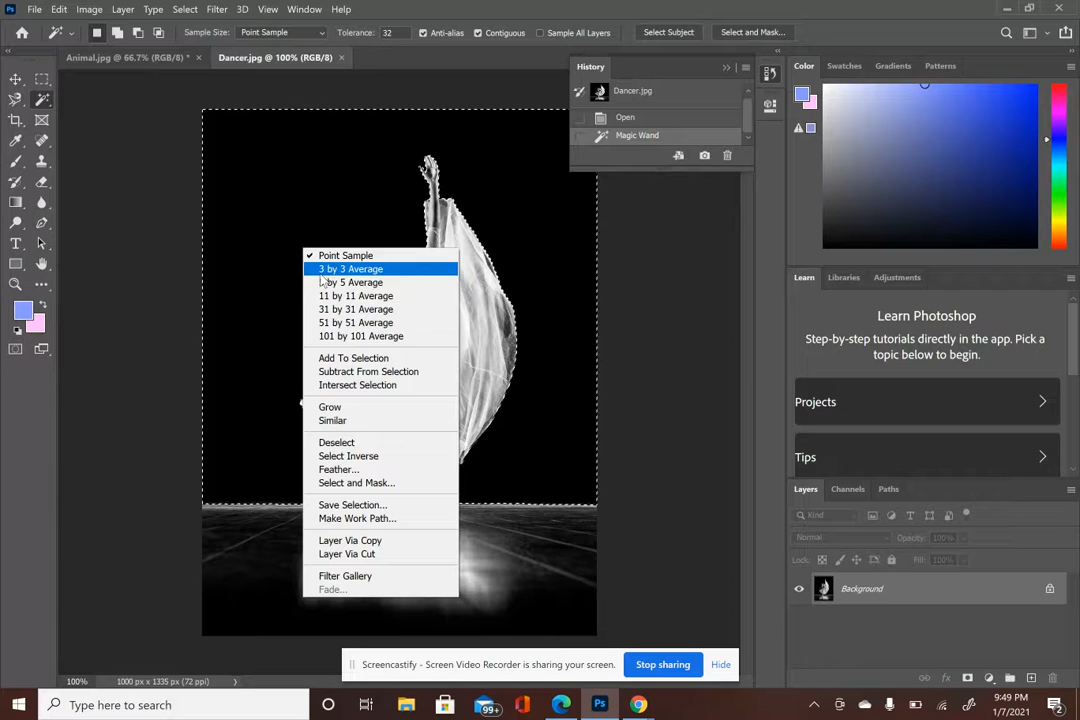 Ps File Edit Image Layer Type Select Filter 3D View Window Help
Sample Size: Point Sample Tolerance: 32 Anti-alias Contiguous Sample All Layers Select Subject Select and Mask...
Animal.jpg @ 66.7% (RGB/8) * × Dancer.jpg @ 100% (RGB/8) ×
History
Dancer.jpg
Open
Magic Wand
Color Swatches Gradients Patterns
Point Sample
3 by 3 Average
by 5 Average
11 by 11 Average
31 by 31 Average
51 by 51 Average
101 by 101 Average
Add To Selection
Subtract From Selection
Intersect Selection
Grow
Similar
Deselect
Select Inverse
Feather...
Select and Mask...
Save Selection...
Make Work Path...
Layer Via Copy
Layer Via Cut
Filter Gallery
Fade...
Learn Libraries Adjustments
Learn Photoshop
Step-by-step tutorials directly in the app. Pick a
topic below to begin.
Projects
Tips
Layers Channels Paths
Kind
Normal Opacity: 100%
Lock: Fill: 100%
Background
100% 1000 px x 1335 px (72 ppi)
Screencastify - Screen Video Recorder is sharing your screen. Stop sharing Hide
Type here to search
99+
Ps
9:49 PM
1/7/2021
2